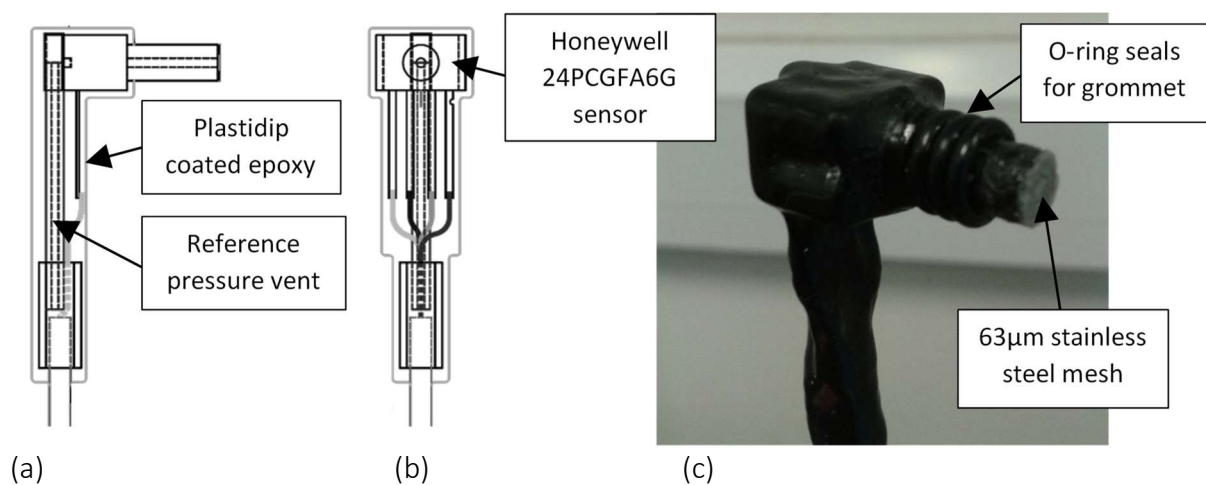 Honeywell
24PCGFA6G
sensor
O-ring seals
for grommet
Plastidip
coated epoxy
Reference
pressure vent
63µm stainless
steel mesh
(a)
(b)
(c)